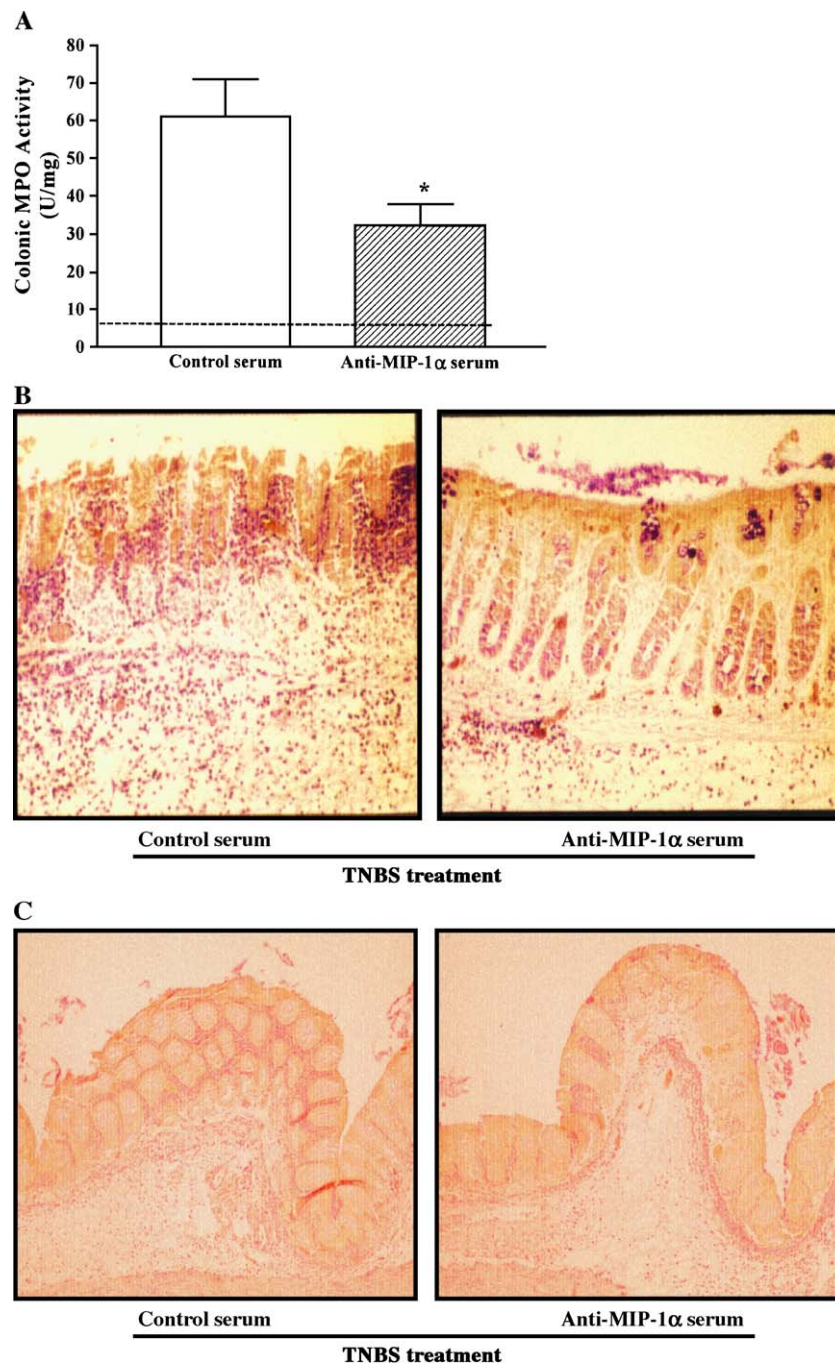 A
80
70
60
50
40
30
20
10
0
Colonic MPO Activity
(U/mg)
*
Control serum
Anti-MIP-1α serum
B
Control serum
Anti-MIP-1α serum
TNBS treatment
C
Control serum
Anti-MIP-1α serum
TNBS treatment